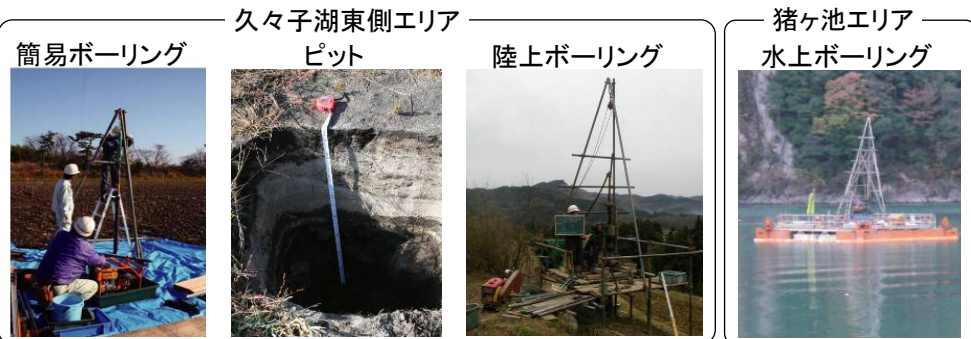 久々子湖東側エリア
猪ヶ池エリア
簡易ボーリング
ピット
陸上ボーリング
水上ボーリング